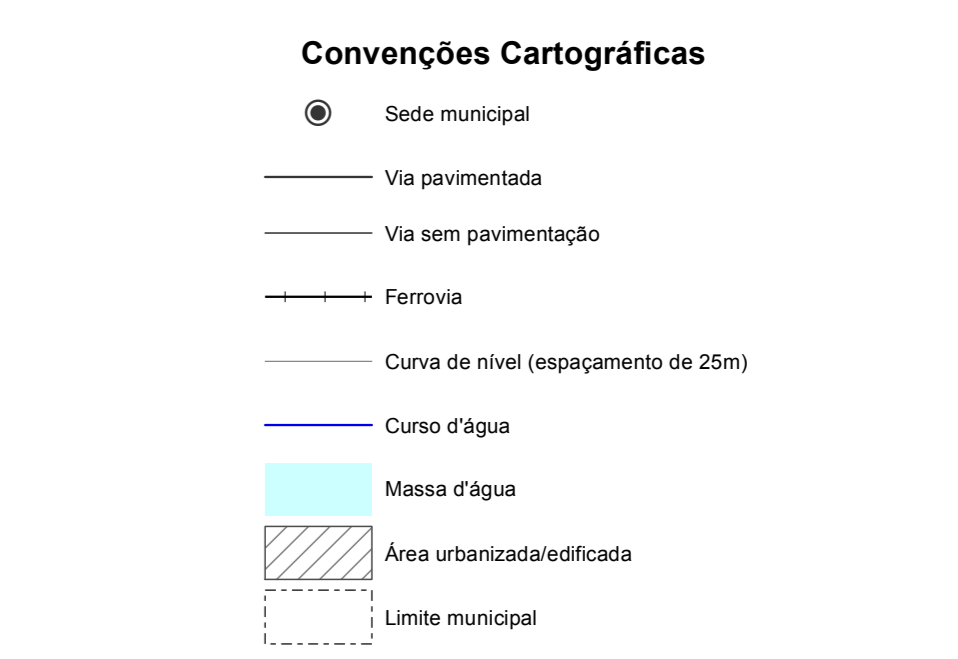 Convenções Cartográficas
Sede municipal
Via pavimentada
Via sem pavimentação
Ferrovia
Curva de nível (espaçamento de 25m)
Curso d'água
Massa d'água
Área urbanizada/edificada
Limite municipal